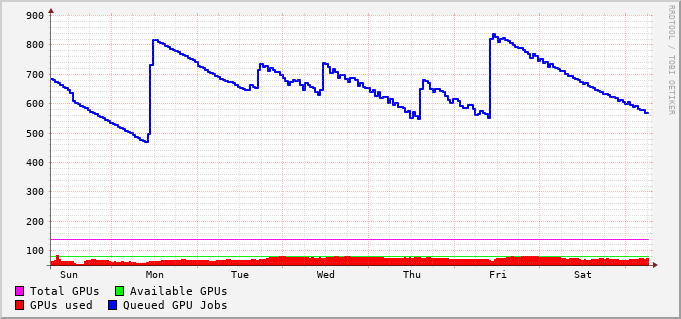 RRDTOOL / TOBI OETIKER
900
800
700
600
500
400
300
200
100
Sun Mon Tue Wed Thu Fri Sat
Total GPUs Available GPUs
GPUs used Queued GPU Jobs